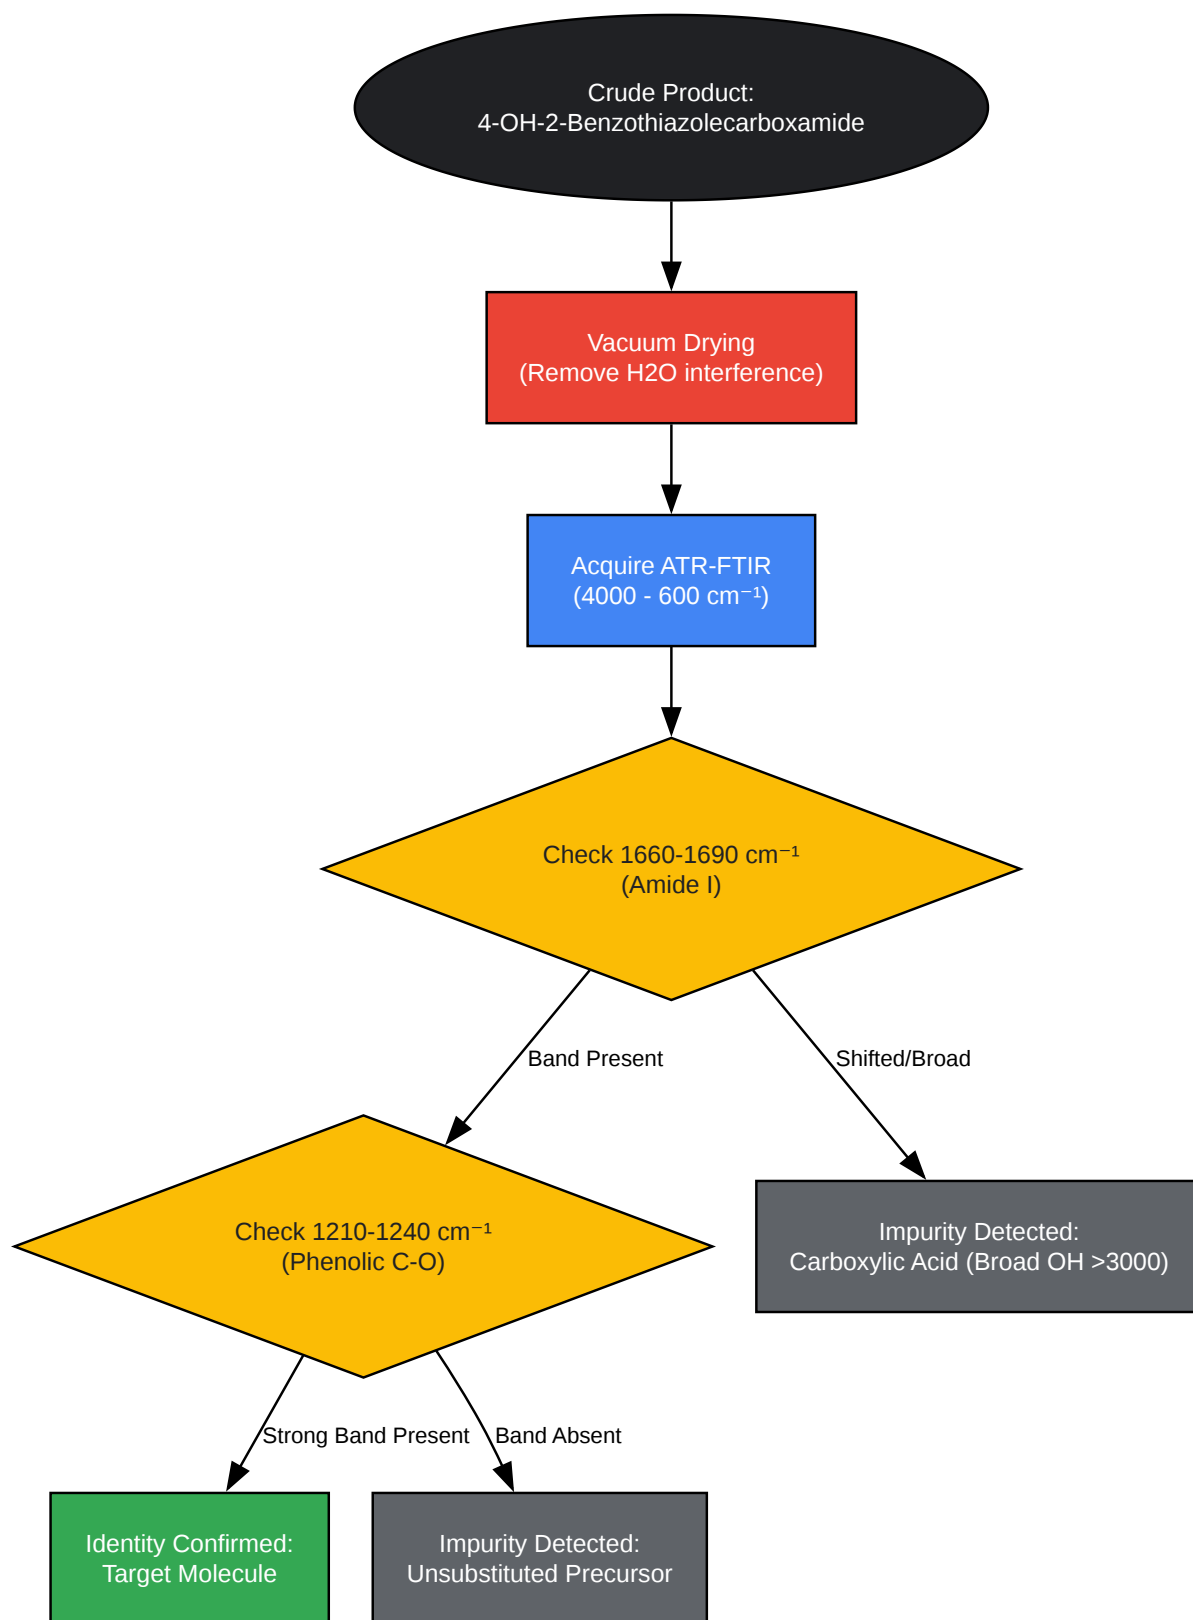 Crude Product:
4-OH-2-Benzothiazolecarboxamide
Vacuum Drying
(Remove H2O interference)
Acquire ATR-FTIR
(4000 - 600 cm⁻¹)
Check 1660-1690 cm⁻¹
(Amide I)
Band Present
Shifted/Broad
Check 1210-1240 cm⁻¹
(Phenolic C-O)
Impurity Detected:
Carboxylic Acid (Broad OH >3000)
Strong Band Present
Band Absent
Identity Confirmed:
Target Molecule
Impurity Detected:
Unsubstituted Precursor